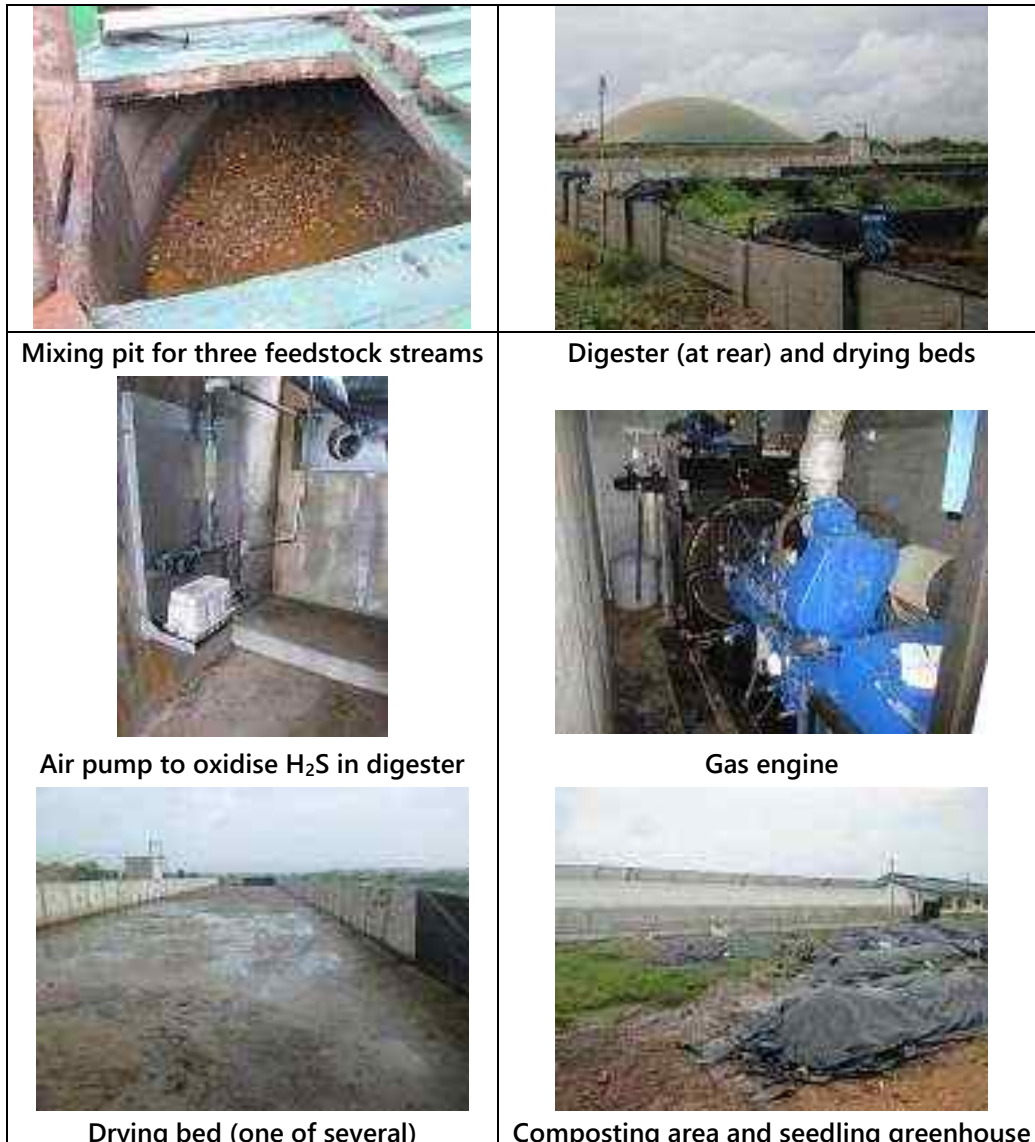 Mixing pit for three feedstock streams
Digester (at rear) and drying beds
Air pump to oxidise H₂S in digester
Gas engine
Drying bed (one of several)
Composting area and seedling greenhouse